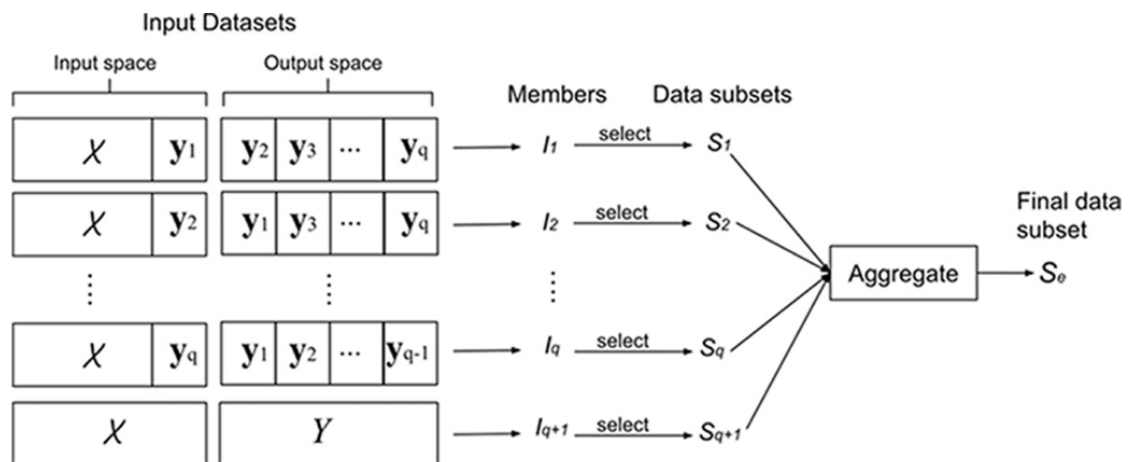 Input Datasets
Input space Output space
Members Data subsets
X y1 y2 y3 ... yq I1 select S1
X y2 y1 y3 ... yq I2 select S2
Final data
subset
Aggregate Se
X yq y1 y2 ... yq-1 Iq select Sq
X Y Iq+1 select Sq+1